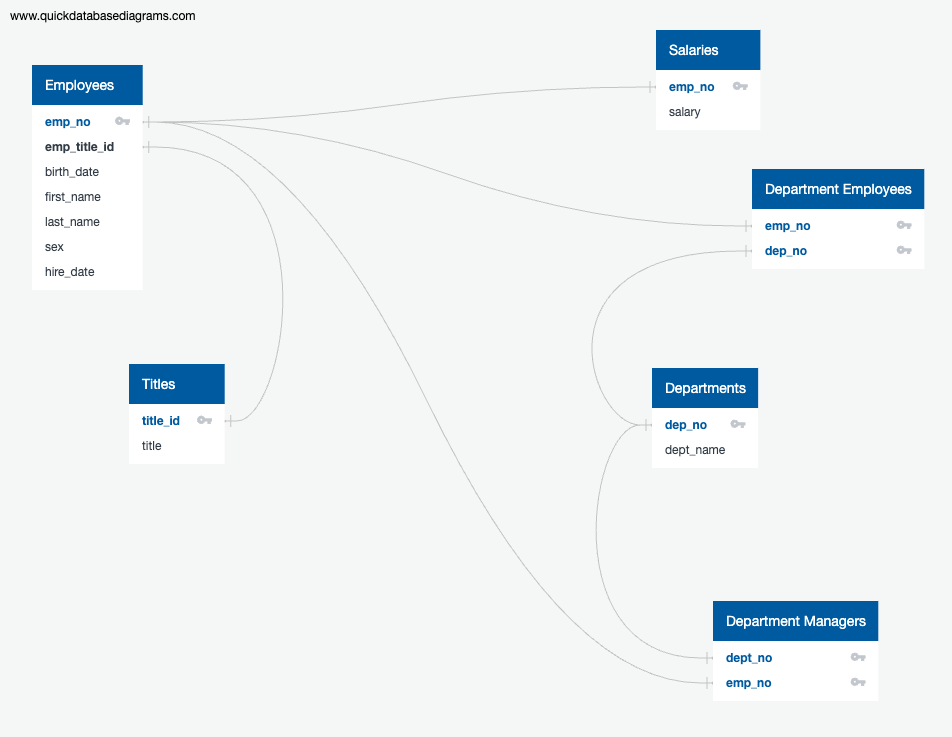 www.quickdatabasediagrams.com
Employees
emp_no
emp_title_id
birth_date
first_name
last_name
sex
hire_date
Salaries
emp_no
salary
Department Employees
emp_no
dep_no
Titles
title_id
title
Departments
dep_no
dept_name
Department Managers
dept_no
emp_no